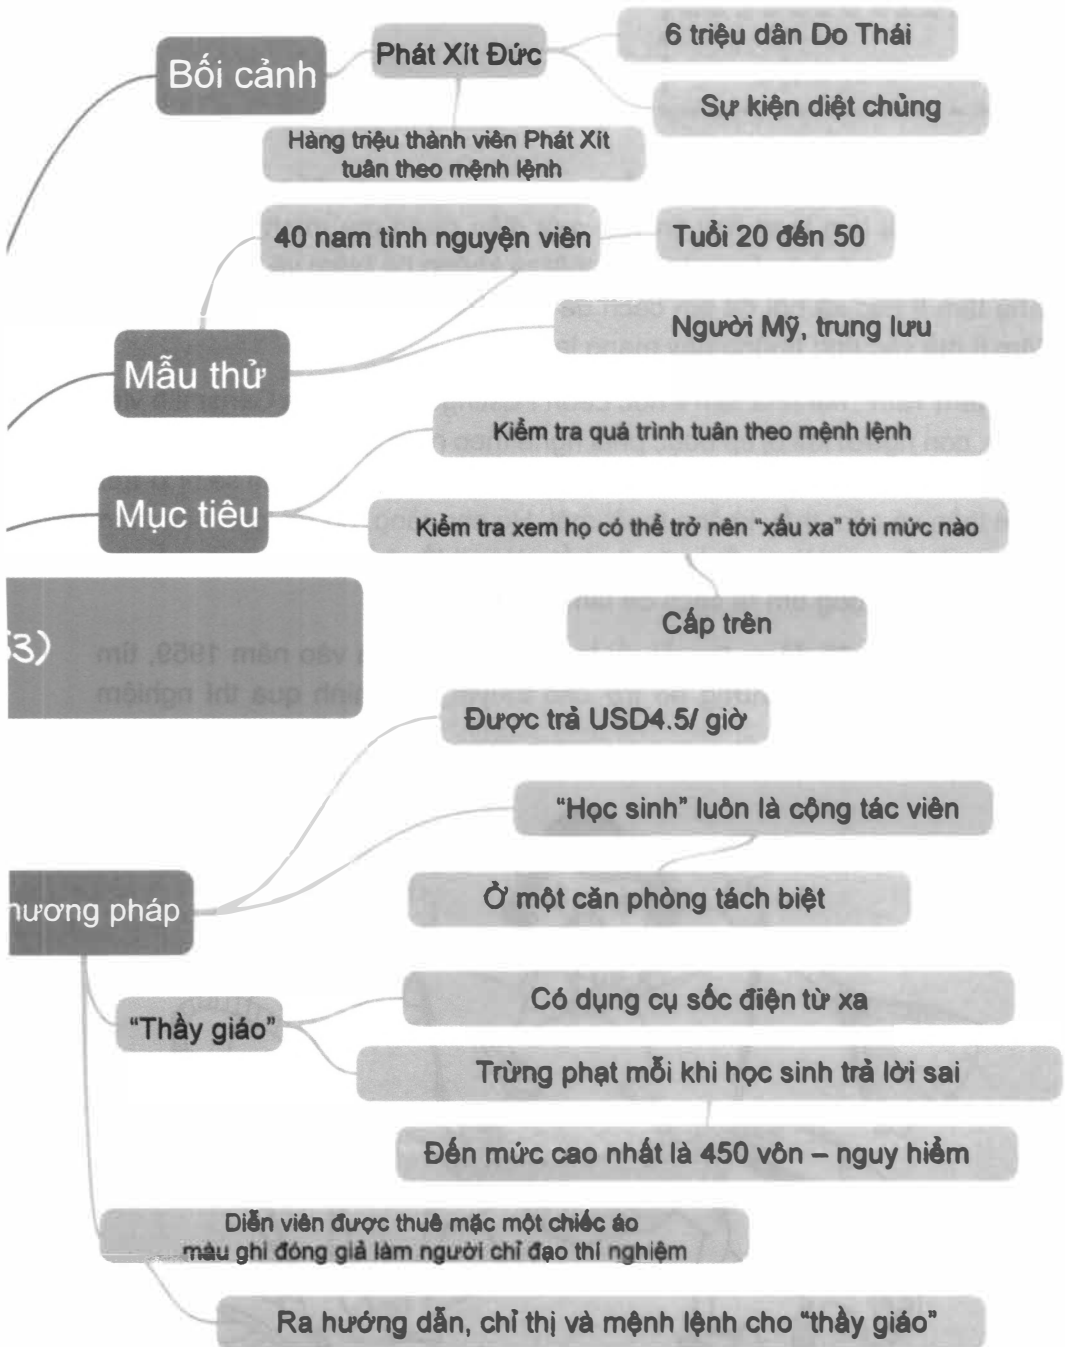 Bối cảnh
Phát Xít Đức
6 triệu dân Do Thái
Sự kiện diệt chủng
Hàng triệu thành viên Phát Xít
tuân theo mệnh lệnh
40 nam tình nguyện viên
Tuổi 20 đến 50
Người Mỹ, trung lưu
Mẫu thử
Mục tiêu
Kiểm tra quá trình tuân theo mệnh lệnh
Kiểm tra xem họ có thể trở nên “xấu xa” tới mức nào
Cấp trên
3)
Được trả USD4.5/ giờ
“Học sinh” luôn là cộng tác viên
Ở một căn phòng tách biệt
hương pháp
“Thầy giáo”
Có dụng cụ sốc điện từ xa
Trừng phạt mỗi khi học sinh trả lời sai
Đến mức cao nhất là 450 vôn – nguy hiểm
Diễn viên được thuê mặc một chiếc áo
màu ghi đóng giả làm người chỉ đạo thí nghiệm
Ra hướng dẫn, chỉ thị và mệnh lệnh cho “thầy giáo”